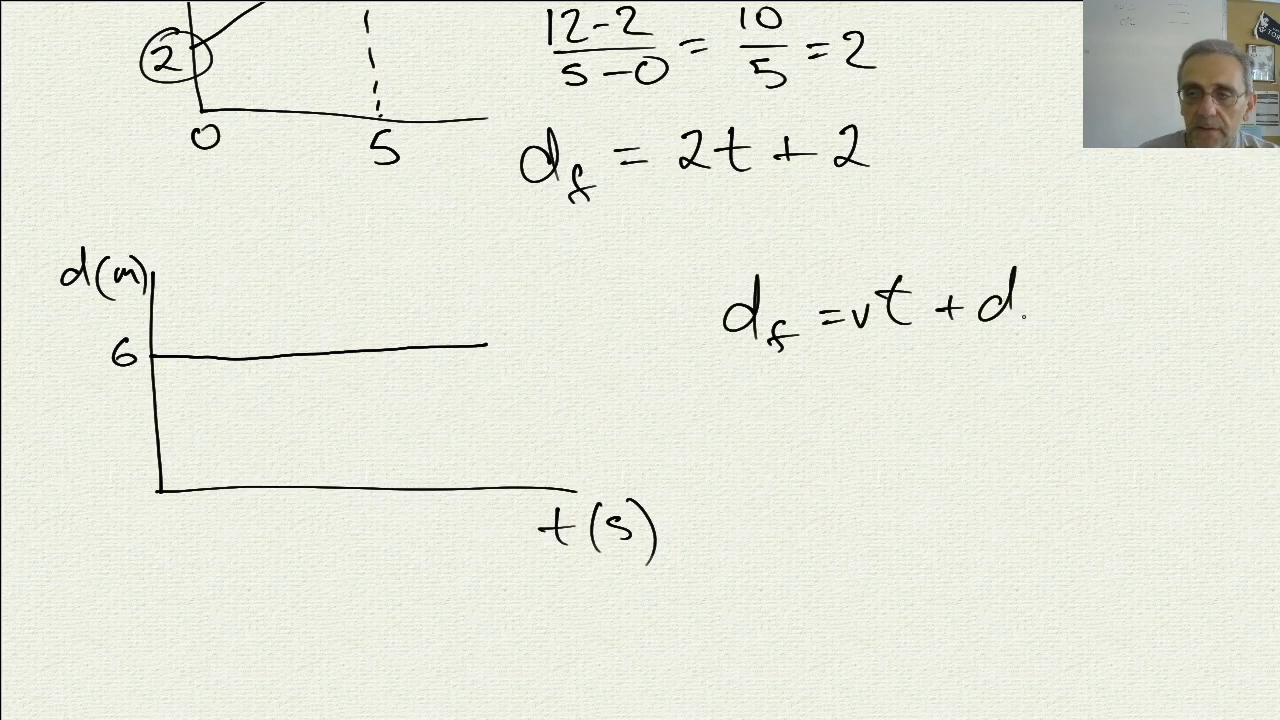 2
0
5
12-2 / 5-0 = 10 / 5 = 2
d_f = 2t + 2
d(m)
6
t(s)
d_f = vt + d.